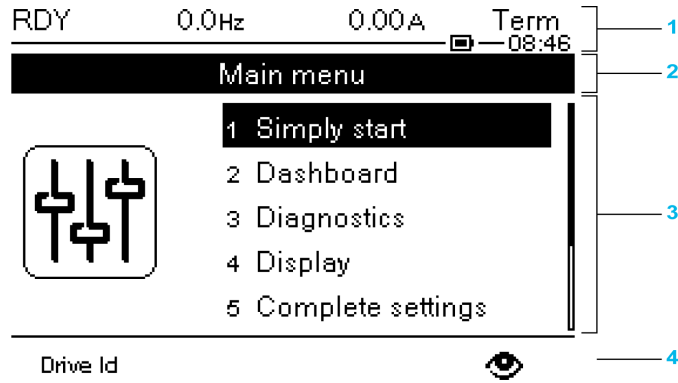 RDY 0.0Hz 0.00A Term 1
08:46
Main menu 2
1 Simply start
2 Dashboard
3 Diagnostics 3
4 Display
5 Complete settings
Drive Id 4